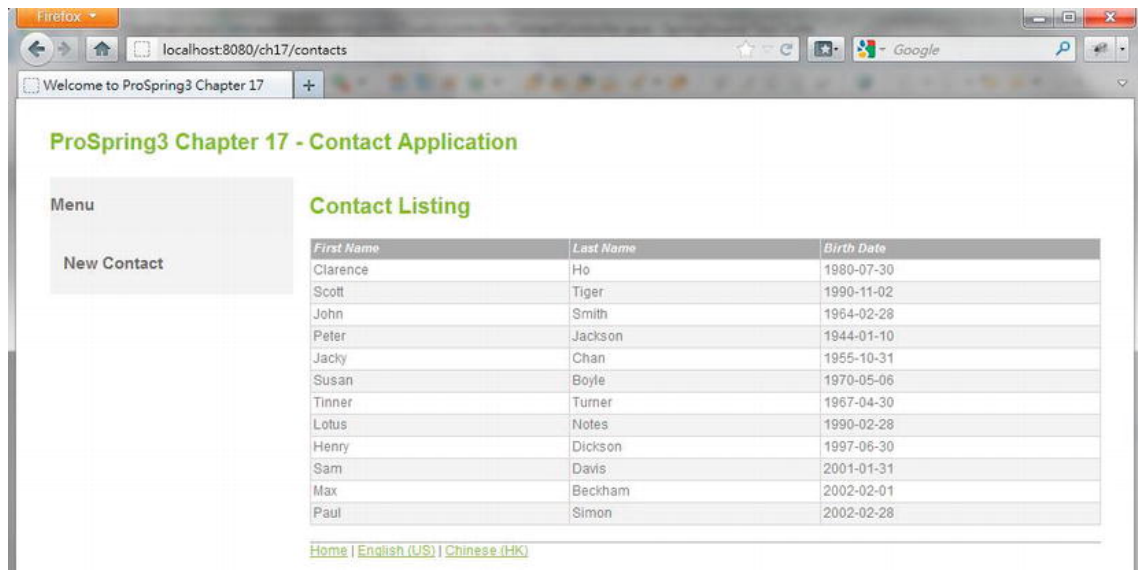 Firefox
localhost:8080/ch17/contacts
Google
Welcome to ProSpring3 Chapter 17
ProSpring3 Chapter 17 - Contact Application
Menu
New Contact
Contact Listing
First Name Last Name Birth Date
Clarence Ho 1980-07-30
Scott Tiger 1990-11-02
John Smith 1964-02-28
Peter Jackson 1944-01-10
Jacky Chan 1955-10-31
Susan Boyle 1970-05-06
Tinner Turner 1967-04-30
Lotus Notes 1990-02-28
Henry Dickson 1997-06-30
Sam Davis 2001-01-31
Max Beckham 2002-02-01
Paul Simon 2002-02-28
Home | English (US) | Chinese (HK)